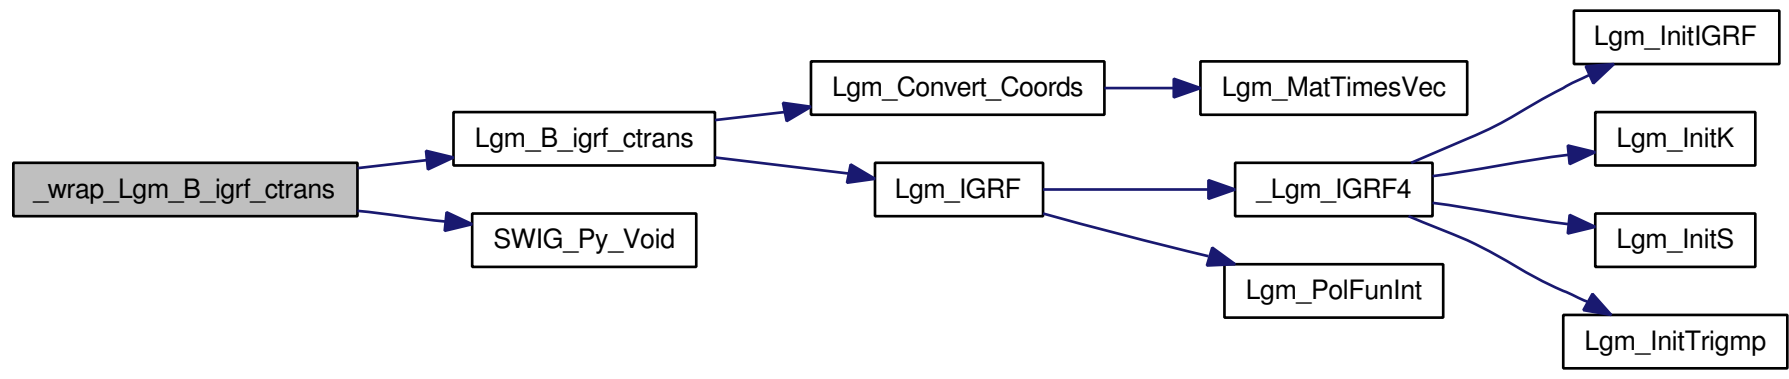 _wrap_Lgm_B_igrf_ctrans
Lgm_B_igrf_ctrans
SWIG_Py_Void
Lgm_Convert_Coords
Lgm_IGRF
Lgm_MatTimesVec
_Lgm_IGRF4
Lgm_PolFunInt
Lgm_InitIGRF
Lgm_InitK
Lgm_InitS
Lgm_InitTrigmp